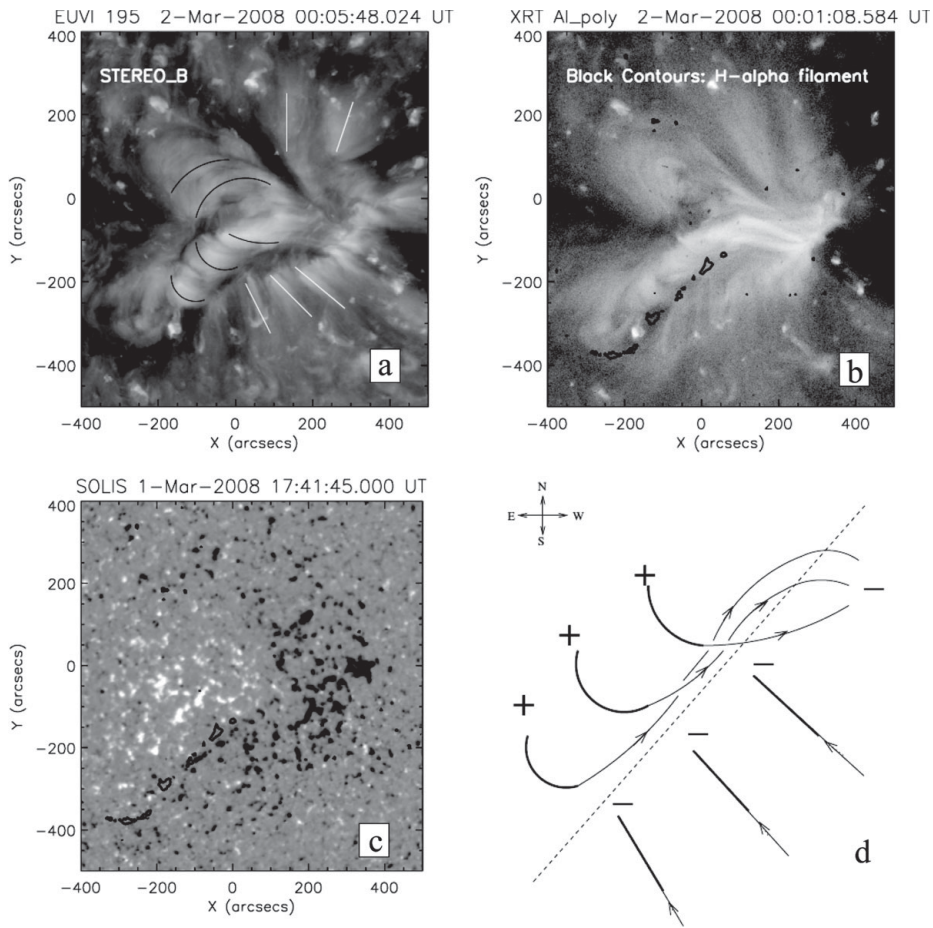 EUVI 195   2-Mar-2008 00:05:48.024 UT
STEREO_B
400
200
0
−200
−400
Y (arcsecs)
−400
−200
0
200
400
X (arcsecs)
a
XRT Al_poly   2-Mar-2008 00:01:08.584 UT
Black Contours: H-alpha filament
400
200
0
−200
−400
Y (arcsecs)
−400
−200
0
200
400
X (arcsecs)
b
SOLIS 1-Mar-2008 17:41:45.000 UT
400
200
0
−200
−400
Y (arcsecs)
−400
−200
0
200
400
X (arcsecs)
c
N
E
W
S
+
−
+
−
+
−
−
d